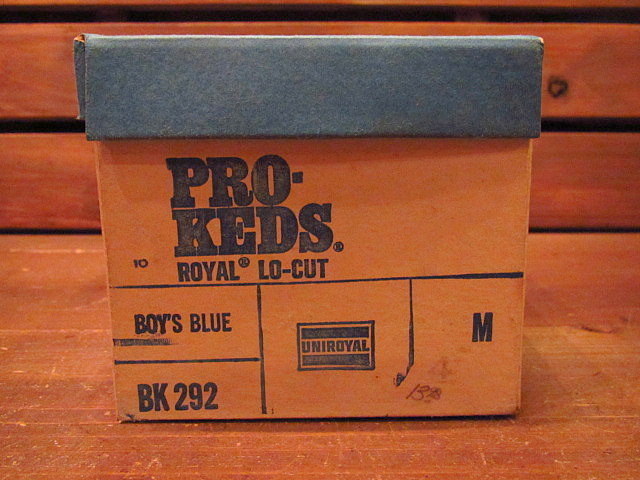 PRO-
KEDS®
10
ROYAL® LO-CUT
BOY'S BLUE
UNIROYAL
M
BK 292